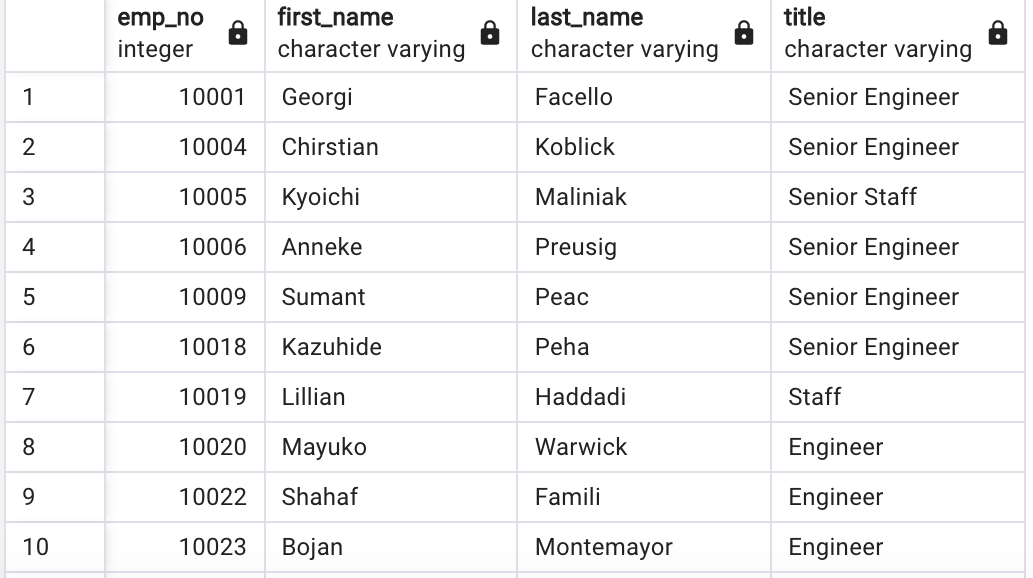 emp_no first_name last_name title
integer character varying character varying character varying
1 10001 Georgi Facello Senior Engineer
2 10004 Chirstian Koblick Senior Engineer
3 10005 Kyoichi Maliniak Senior Staff
4 10006 Anneke Preusig Senior Engineer
5 10009 Sumant Peac Senior Engineer
6 10018 Kazuhide Peha Senior Engineer
7 10019 Lillian Haddadi Staff
8 10020 Mayuko Warwick Engineer
9 10022 Shahaf Famili Engineer
10 10023 Bojan Montemayor Engineer